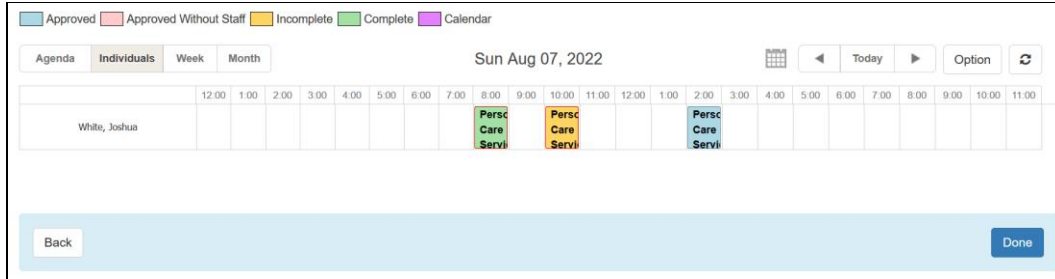 Approved Approved Without Staff Incomplete Complete Calendar
Agenda Individuals Week Month Sun Aug 07, 2022 Today Option
12:00 1:00 2:00 3:00 4:00 5:00 6:00 7:00 8:00 9:00 10:00 11:00 12:00 1:00 2:00 3:00 4:00 5:00 6:00 7:00 8:00 9:00 10:00 11:00
White, Joshua
Perso Perso Perso
Care Care Care
Servi Servi Servi
Back Done